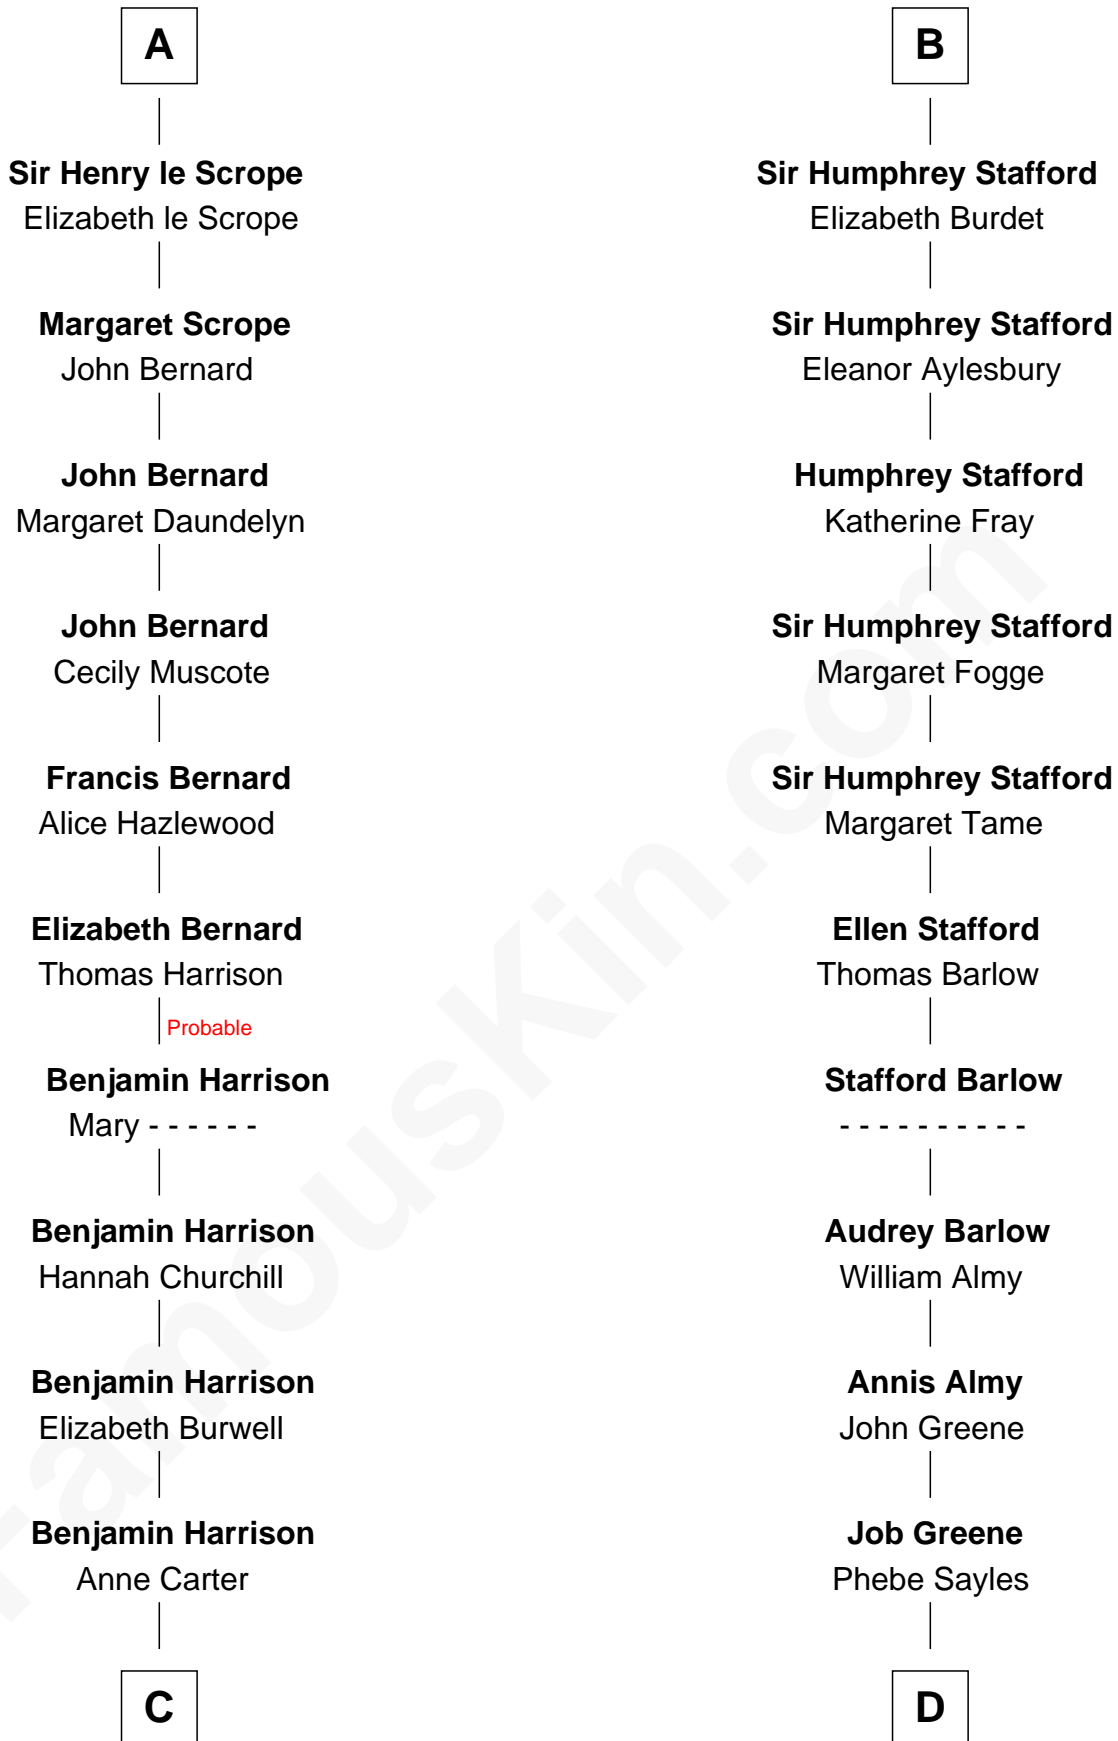 A
Sir Henry le Scrope
Elizabeth le Scrope
Margaret Scrope
John Bernard
John Bernard
Margaret Daundelyn
John Bernard
Cecily Muscote
Francis Bernard
Alice Hazlewood
Elizabeth Bernard
Thomas Harrison
Probable
Benjamin Harrison
Mary - - - - - -
Benjamin Harrison
Hannah Churchill
Benjamin Harrison
Elizabeth Burwell
Benjamin Harrison
Anne Carter
C
B
Sir Humphrey Stafford
Elizabeth Burdet
Sir Humphrey Stafford
Eleanor Aylesbury
Humphrey Stafford
Katherine Fray
Sir Humphrey Stafford
Margaret Fogge
Sir Humphrey Stafford
Margaret Tame
Ellen Stafford
Thomas Barlow
Stafford Barlow
- - - - - - - - - -
Audrey Barlow
William Almy
Annis Almy
John Greene
Job Greene
Phebe Sayles
D
FamousKin.com